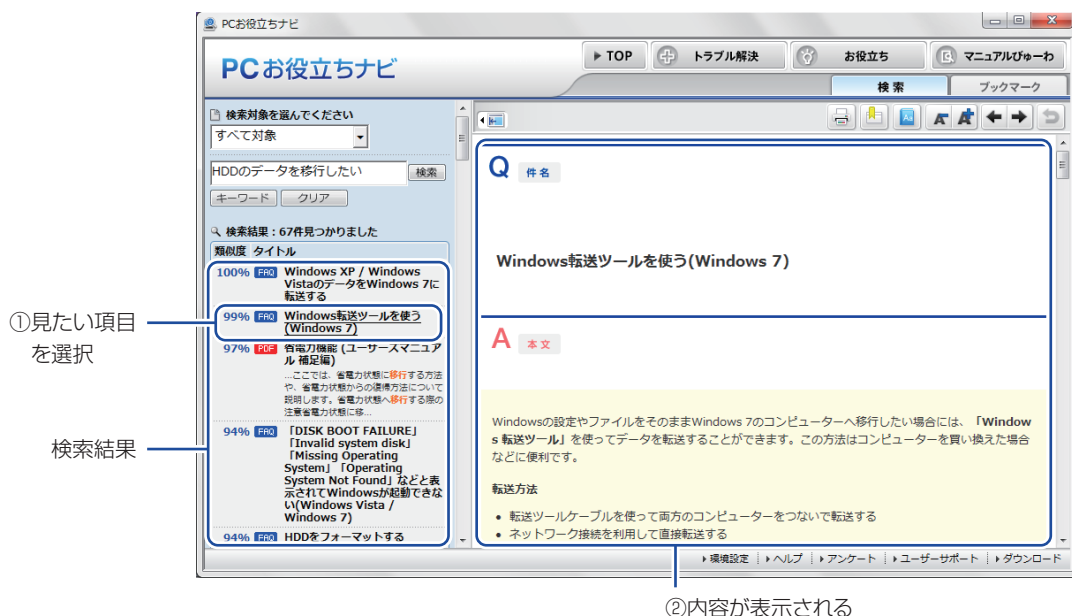 PCお役立ちナビ
PCお役立ちナビ
TOP
トラブル解決
お役立ち
マニュアルびゅーわ
検索
ブックマーク
検索対象を選んでください
すべて対象
HDDのデータを移行したい
検索
キーワード
クリア
検索結果：67件見つかりました
類似度 タイトル
100% FAQ Windows XP / Windows
VistaのデータをWindows 7に
転送する
99% FAQ Windows転送ツールを使う
(Windows 7)
97% PDF 省電力機能 (ユーザーズマニュア
ル 補足編)
...ここでは、省電力状態に移行する方法
や、省電力状態からの復帰方法について
説明します。省電力状態へ移行する際の
注意省電力状態に移...
94% FAQ 「DISK BOOT FAILURE」
「Invalid system disk」
「Missing Operating
System」「Operating
System Not Found」などと表
示されてWindowsが起動できな
い(Windows Vista /
Windows 7)
94% FAQ HDDをフォーマットする
Q 件名
Windows転送ツールを使う(Windows 7)
A 本文
Windowsの設定やファイルをそのままWindows 7のコンピューターへ移行したい場合には、「Window
s 転送ツール」を使ってデータを転送することができます。この方法はコンピューターを買い換えた場合
などに便利です。
転送方法
• 転送ツールケーブルを使って両方のコンピューターをつないで転送する
• ネットワーク接続を利用して直接転送する
環境設定
ヘルプ
アンケート
ユーザーサポート
ダウンロード
①見たい項目
を選択
検索結果
②内容が表示される